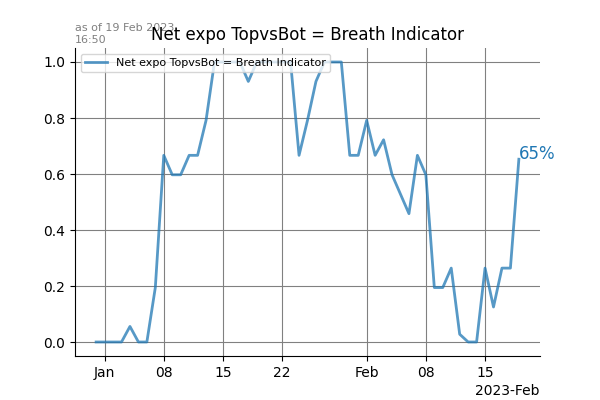 as of 19 Feb 2023
16:50
Net expo TopvsBot = Breath Indicator
Net expo TopvsBot = Breath Indicator
1.0
0.8
0.6
0.4
0.2
0.0
65%
Jan 08 15 22 Feb 08 15
2023-Feb